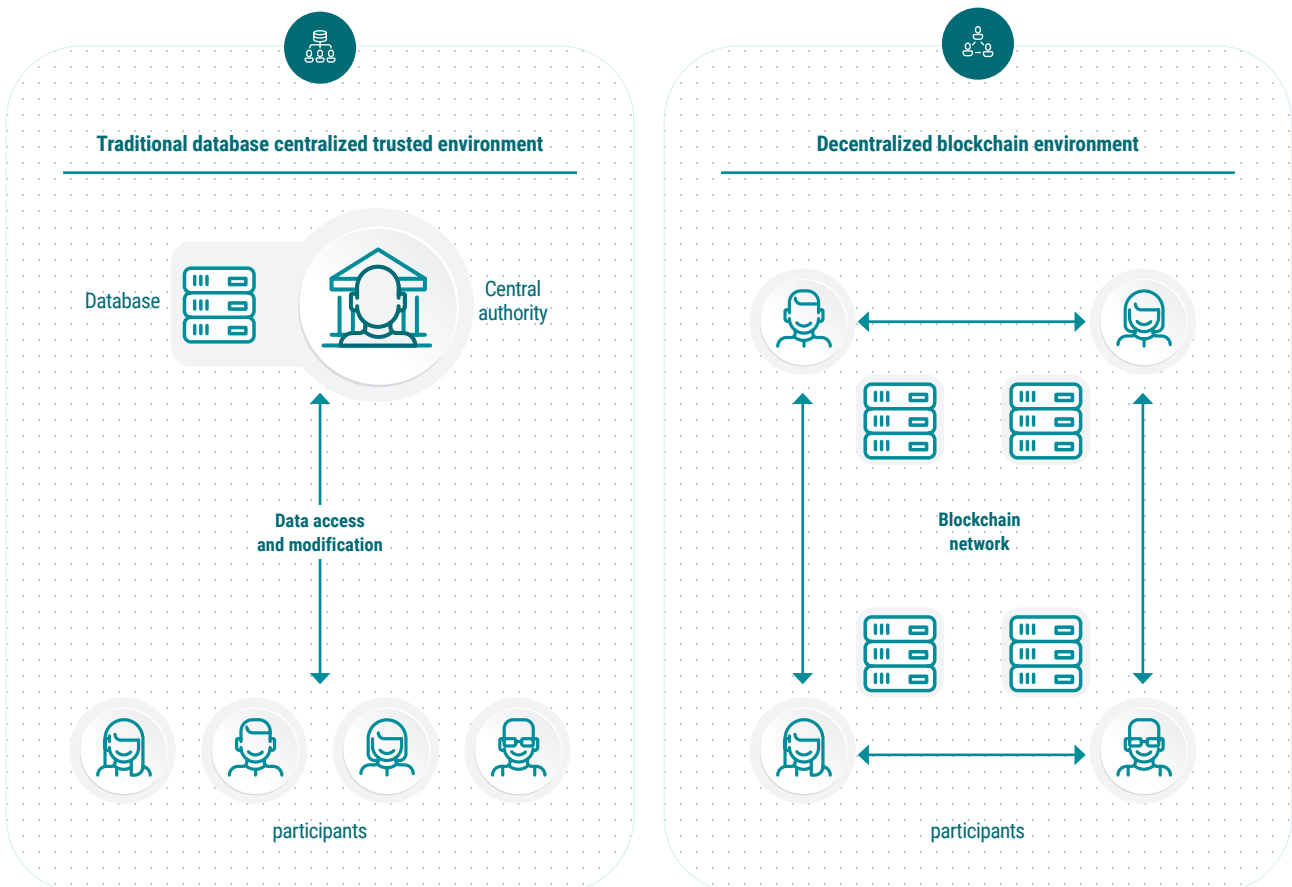 Traditional database centralized trusted environment
Database
Central
authority
Data access
and modification
participants
Decentralized blockchain environment
Blockchain
network
participants